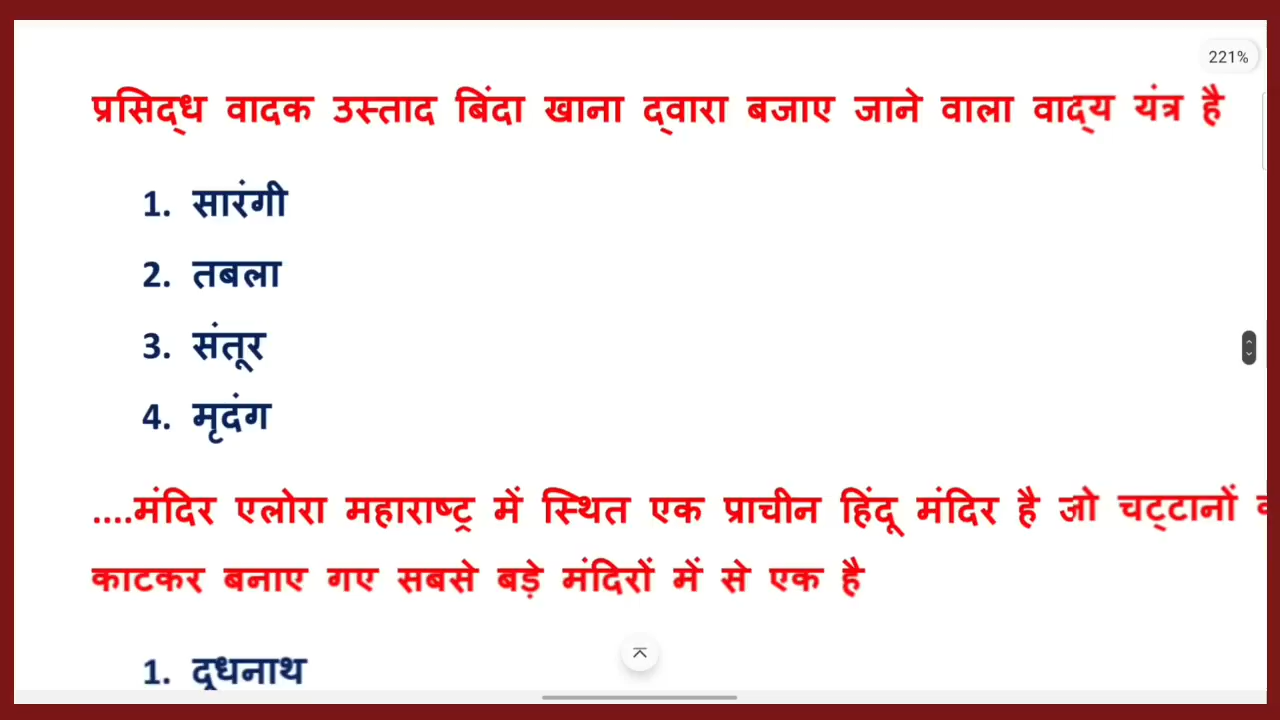 221%
प्रसिद्ध वादक उस्ताद बिंदा खाना द्वारा बजाए जाने वाला वाद्य यंत्र है
1. सारंगी
2. तबला
3. संतूर
4. मृदंग
....मंदिर एलोरा महाराष्ट्र में स्थित एक प्राचीन हिंदू मंदिर है जो चट्टानों
काटकर बनाए गए सबसे बड़े मंदिरों में से एक है
1. दूधनाथ